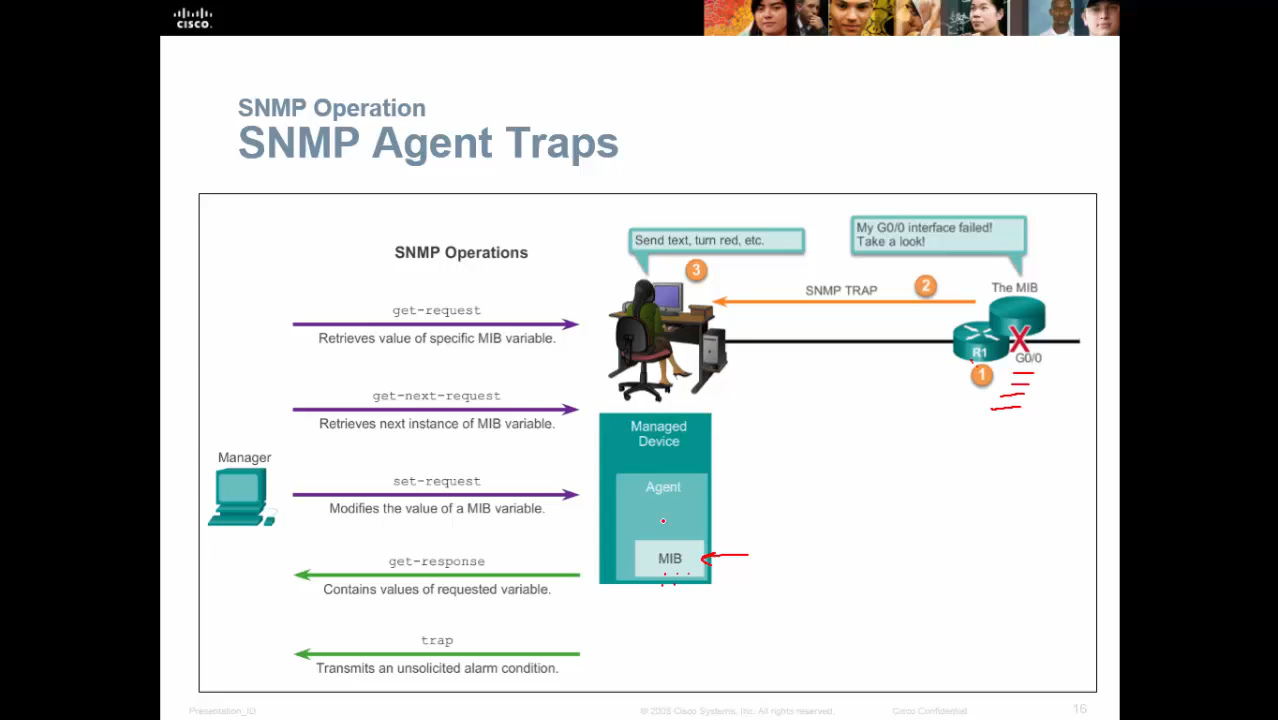 CISCO.
SNMP Operation
SNMP Agent Traps
SNMP Operations
get-request
Retrieves value of specific MIB variable.
get-next-request
Retrieves next instance of MIB variable.
Manager
set-request
Modifies the value of a MIB variable.
get-response
Contains values of requested variable.
trap
Transmits an unsolicited alarm condition.
Send text, turn red, etc.
3
My G0/0 interface failed!
Take a look!
SNMP TRAP
2
The MIB
R1
X
G0/0
1
Managed
Device
Agent
MIB
Presentation_ID
© 2008 Cisco Systems, Inc. All rights reserved.
Cisco Confidential
16